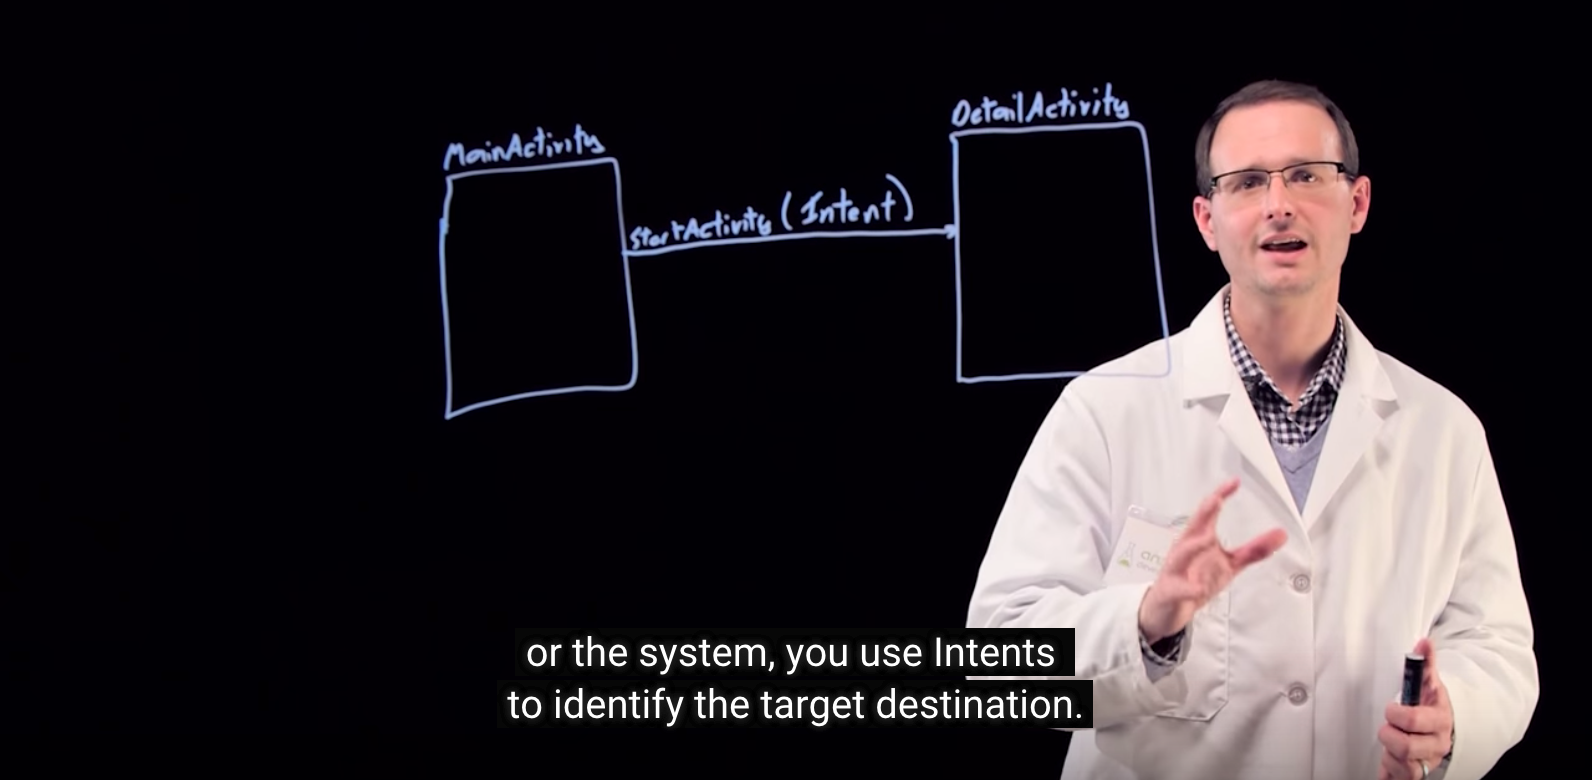 MainActivity
DetailActivity
StartActivity (Intent)
or the system, you use Intents
to identify the target destination.